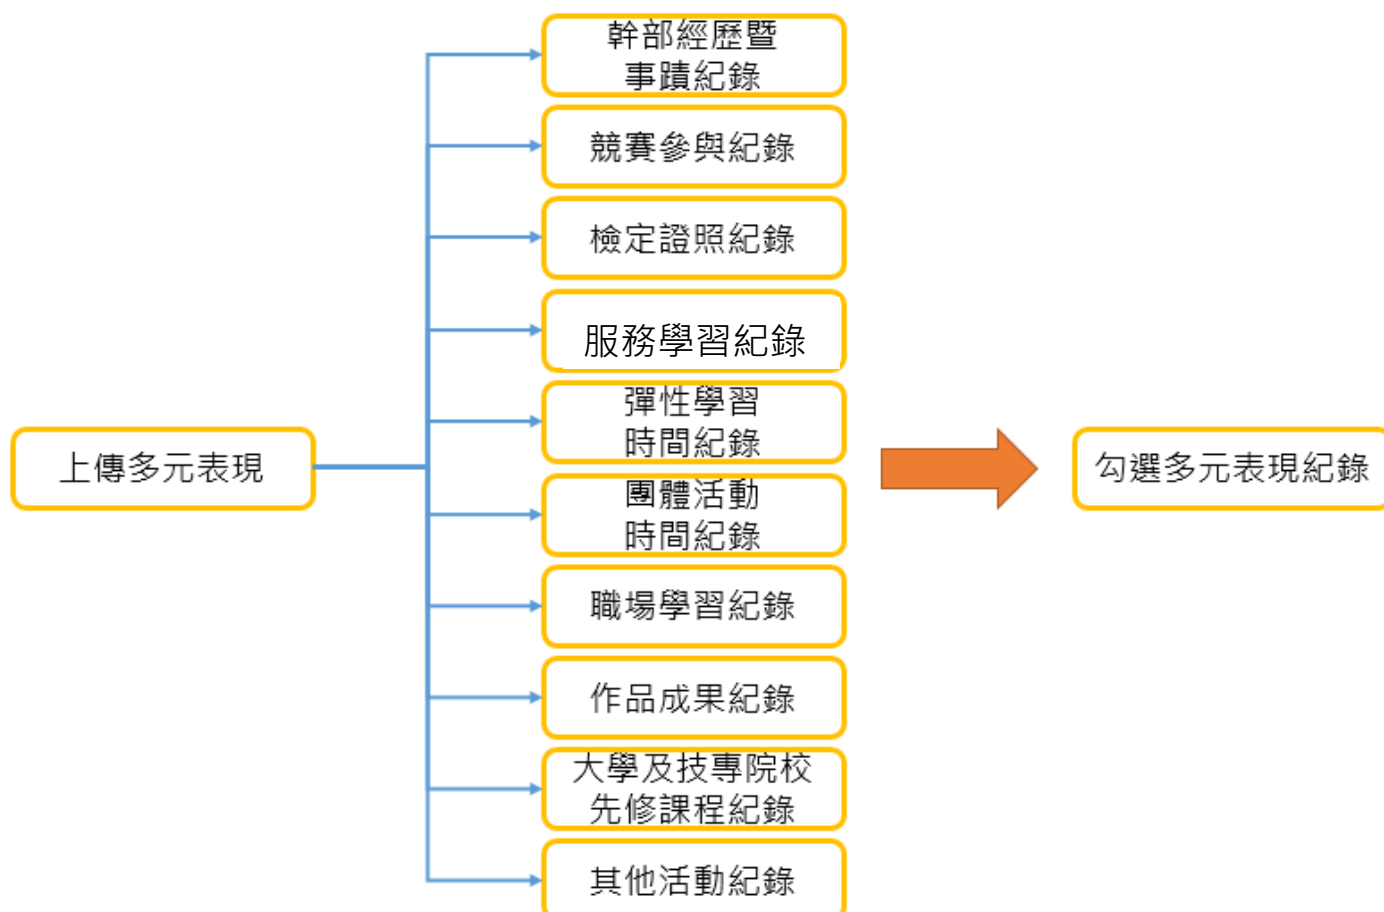 幹部經歷暨
事蹟紀錄
競賽參與紀錄
檢定證照紀錄
服務學習紀錄
彈性學習
時間紀錄
上傳多元表現
勾選多元表現紀錄
團體活動
時間紀錄
職場學習紀錄
作品成果紀錄
大學及技專院校
先修課程紀錄
其他活動紀錄